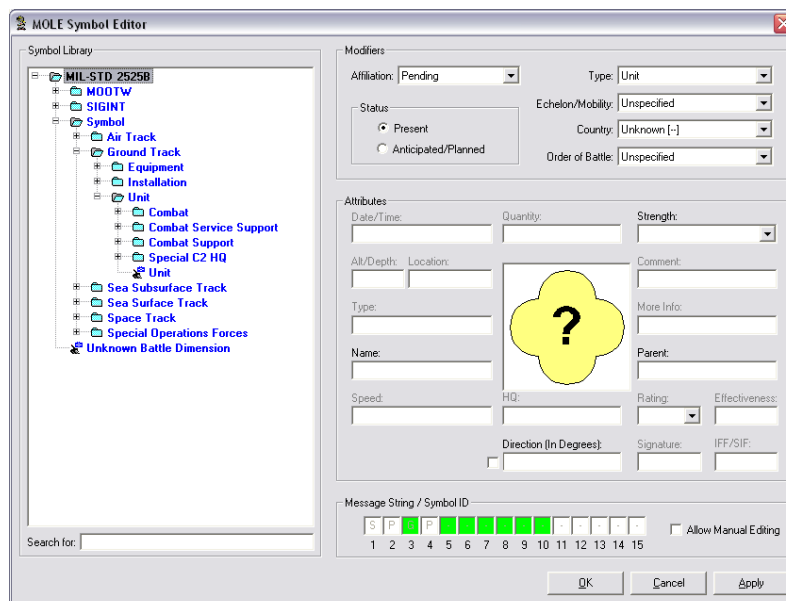 MOLE Symbol Editor
Symbol Library
MIL-STD 2525B
MOOTW
SIGINT
Symbol
Air Track
Ground Track
Equipment
Installation
Unit
Combat
Combat Service Support
Combat Support
Special C2 HQ
Unit
Sea Subsurface Track
Sea Surface Track
Space Track
Special Operations Forces
Unknown Battle Dimension
Search for:
Modifiers
Affiliation: Pending
Type: Unit
Status
Present
Anticipated/Planned
Echelon/Mobility: Unspecified
Country: Unknown [--]
Order of Battle: Unspecified
Attributes
Date/Time: Quantity: Strength:
Alt/Depth: Location: Comment:
?
Type: More Info:
Name: Parent:
Speed: HQ: Rating: Effectiveness:
Direction (In Degrees): Signature: IFF/SIF:
Message String / Symbol ID
S P G P - - - - -
1 2 3 4 5 6 7 8 9 10 11 12 13 14 15
Allow Manual Editing
OK Cancel Apply